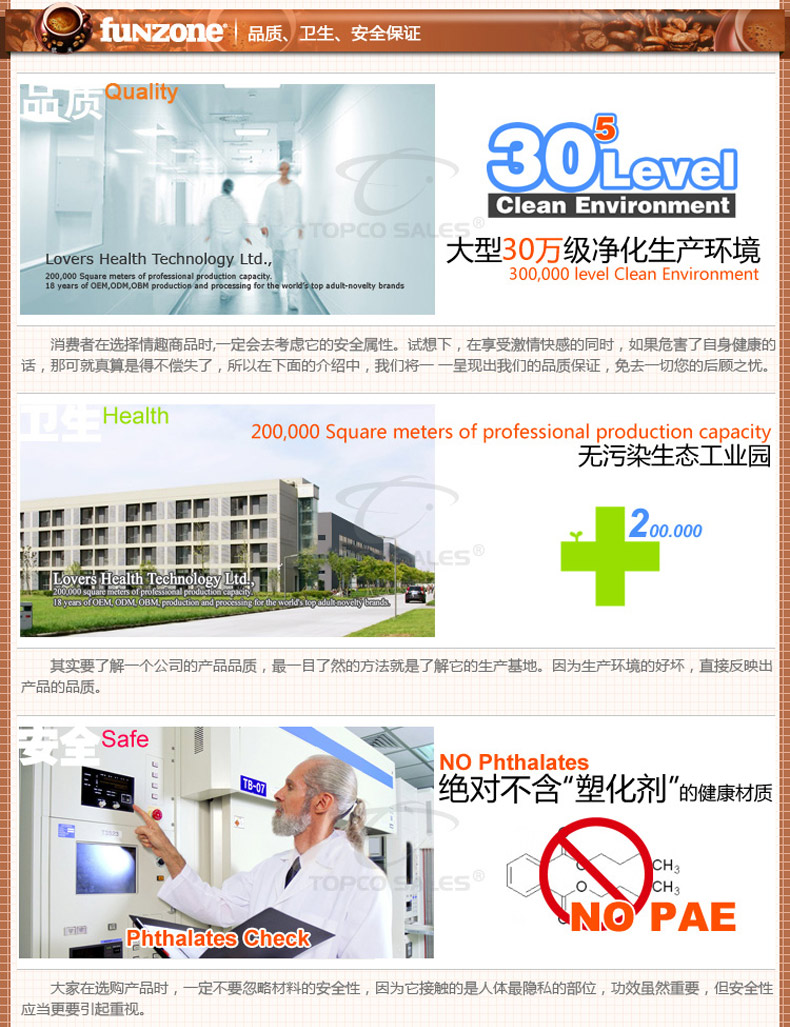 funzone® 品质、卫生、安全保证
品质 Quality
TOPCO SALES®
Lovers Health Technology Ltd.,
200,000 Square meters of professional production capacity.
18 years of OEM,ODM,OBM production and processing for the world's top adult-novelty brands
30⁵Level
Clean Environment
大型30万级净化生产环境
300,000 level Clean Environment
消费者在选择情趣商品时,一定会去考虑它的安全属性。试想下，在享受激情快感的同时，如果危害了自身健康的
话，那可就真算是得不偿失了，所以在下面的介绍中，我们将一 一呈现出我们的品质保证，免去一切您的后顾之忧。
卫生 Health
200,000 Square meters of professional production capacity
无污染生态工业园
200.000
TOPCO SALES®
Lovers Health Technology Ltd.,
200,000 square meters of professional production capacity.
18 years of OEM, ODM, OBM, production and processing for the world's top adult-novelty brands.
其实要了解一个公司的产品品质，最一目了然的方法就是了解它的生产基地。因为生产环境的好坏，直接反映出
产品的品质。
安全 Safe
NO Phthalates
绝对不含“塑化剂”的健康材质
TB-07
O CH₃
O CH₃
TOPCO SALES®
NO PAE
Phthalates Check
大家在选购产品时，一定不要忽略材料的安全性，因为它接触的是人体最隐私的部位，功效虽然重要，但安全性
应当更要引起重视。